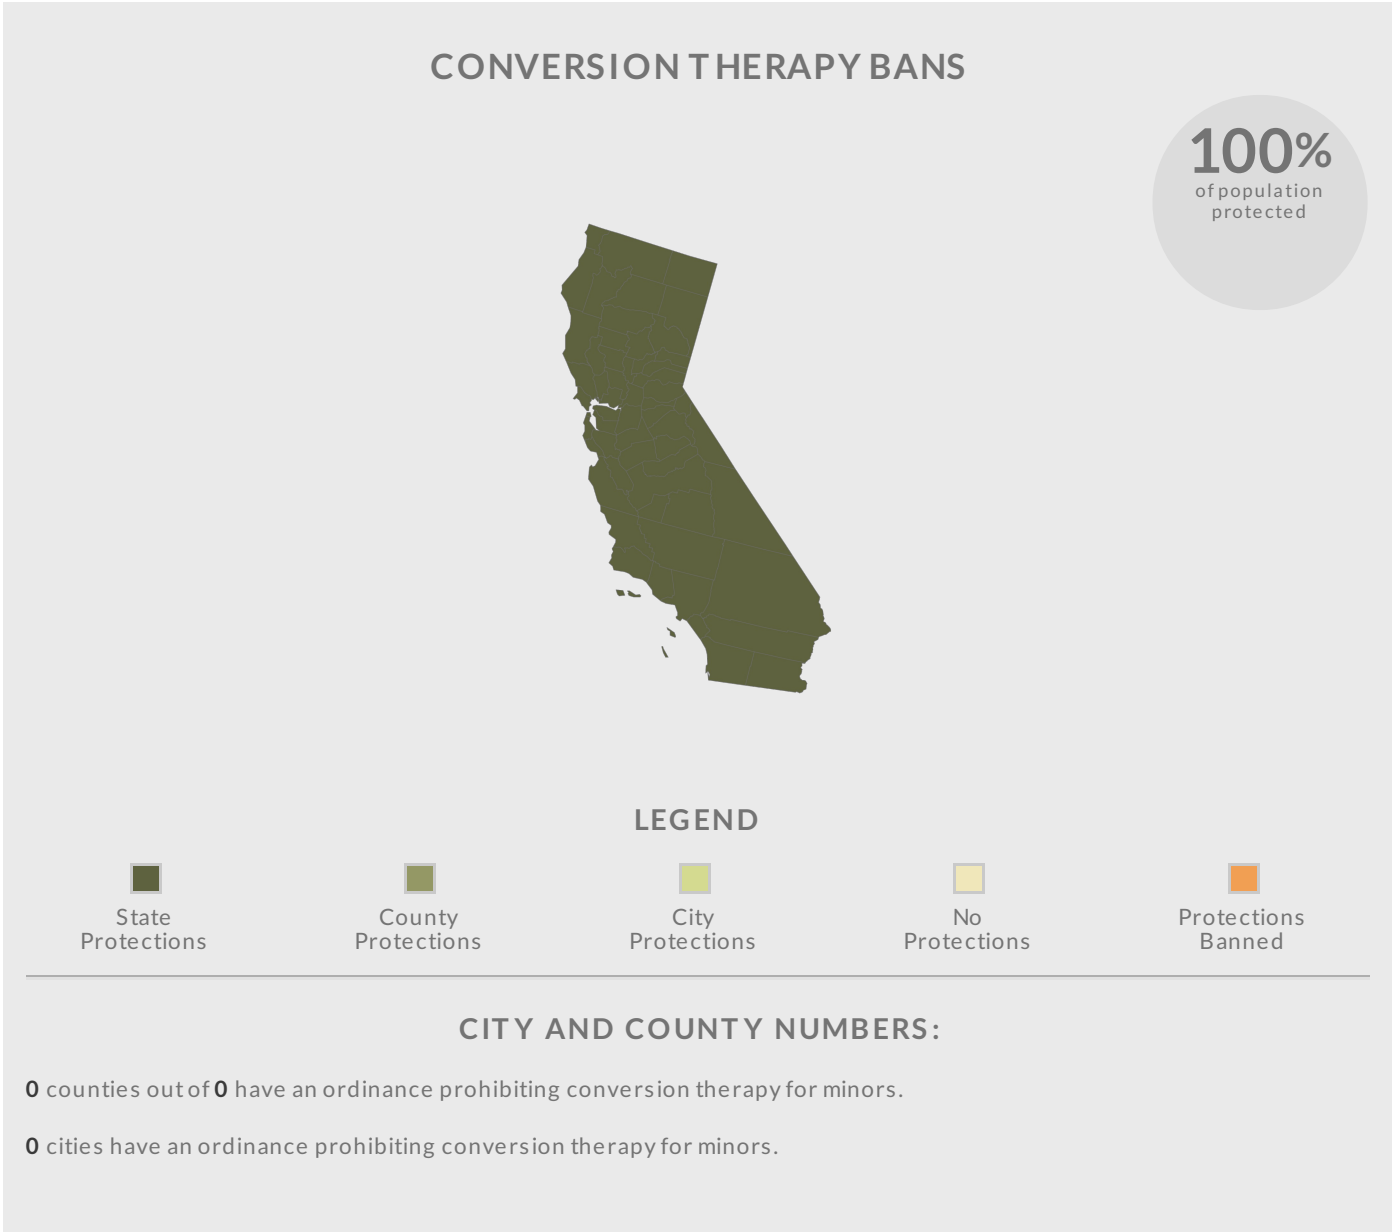 CONVERSION THERAPY BANS
100%
of population
protected
LEGEND
State
Protections
County
Protections
City
Protections
No
Protections
Protections
Banned
CITY AND COUNTY NUMBERS:
0 counties out of 0 have an ordinance prohibiting conversion therapy for minors.
0 cities have an ordinance prohibiting conversion therapy for minors.